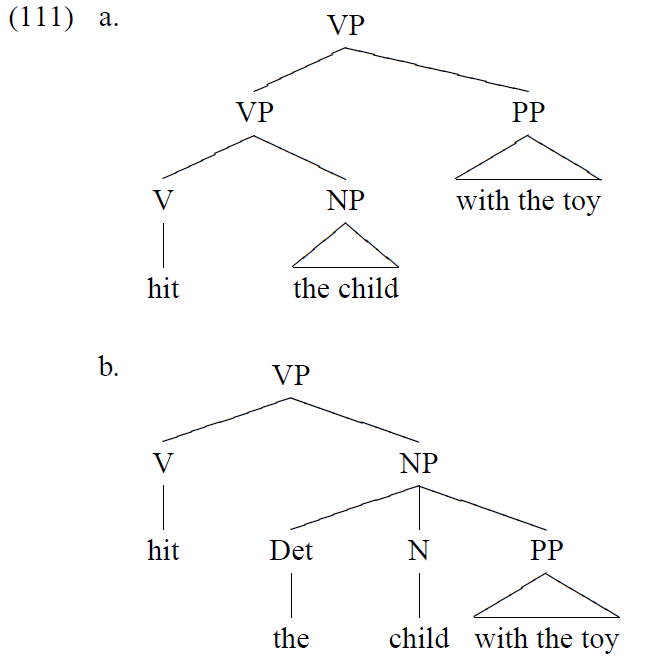 (111) a. VP
VP PP
V NP with the toy
hit the child
b. VP
V NP
hit Det N PP
the child with the toy